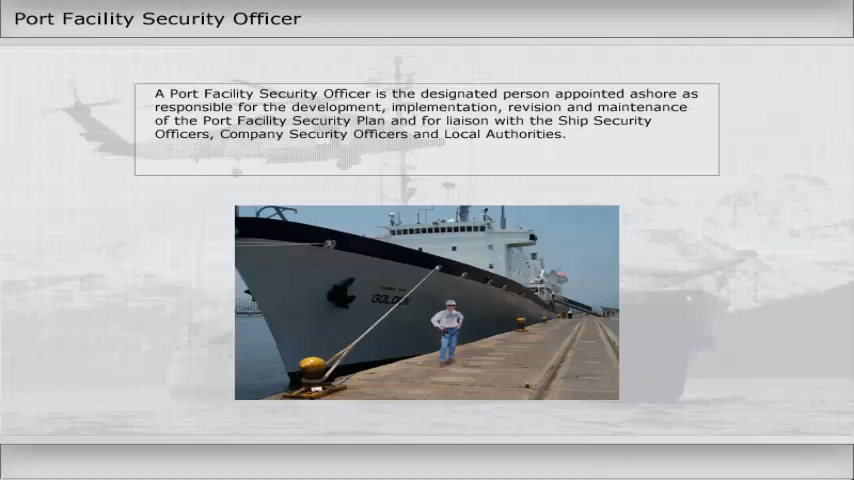 Port Facility Security Officer
A Port Facility Security Officer is the designated person appointed ashore as
responsible for the development, implementation, revision and maintenance
of the Port Facility Security Plan and for liaison with the Ship Security
Officers, Company Security Officers and Local Authorities.
GOLDEN